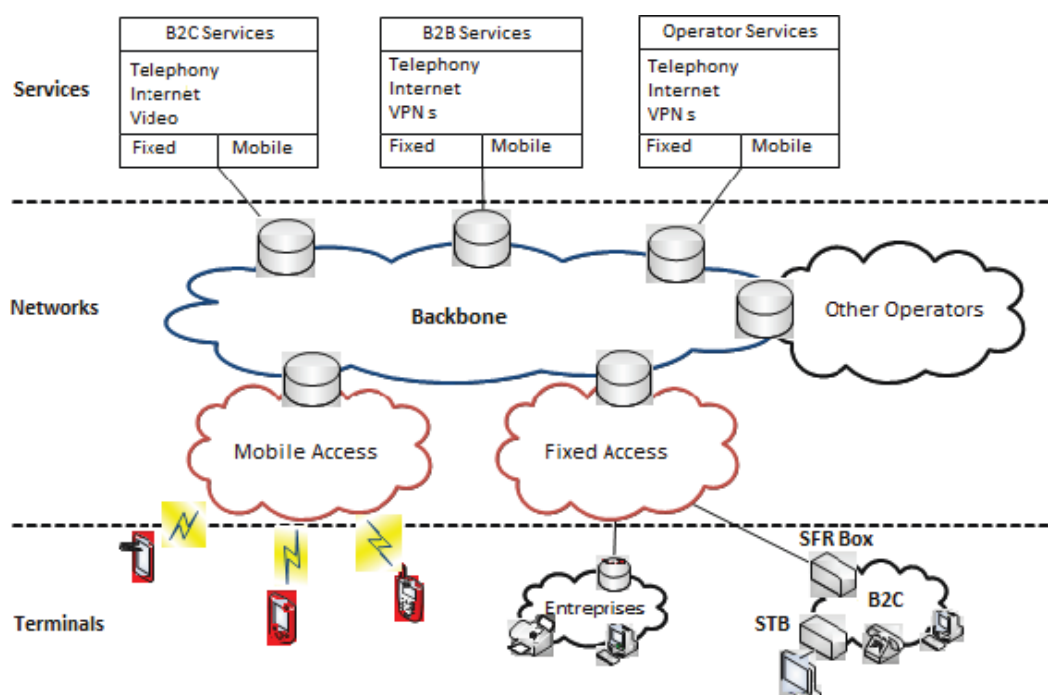 B2C Services
Telephony
Internet
Video
Fixed
Mobile
B2B Services
Telephony
Internet
VPN s
Fixed
Mobile
Operator Services
Telephony
Internet
VPN s
Fixed
Mobile
Services
Networks
Backbone
Other Operators
Mobile Access
Fixed Access
Terminals
Entreprises
SFR Box
B2C
STB